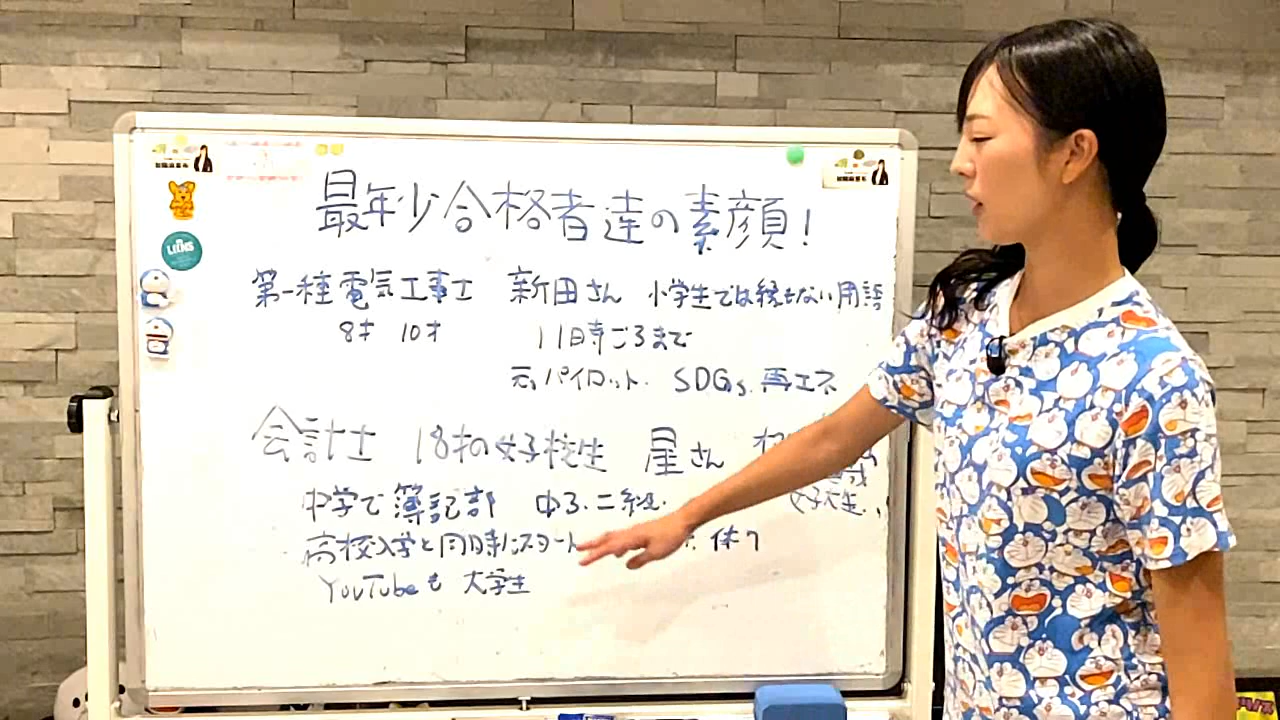 最年少合格者達の素顔!
第一種電気工事士 新田さん 小学生では縁もない用語
8才 10才 11時ごろまで
元パイロット. SDGs. 再エネ
会計士 18才の女子校生 星さん
女子大生.
中学で簿記部 中3. 二級.
高校入学と同時にスタート 休日
YouTubeも 大学生
LIONS